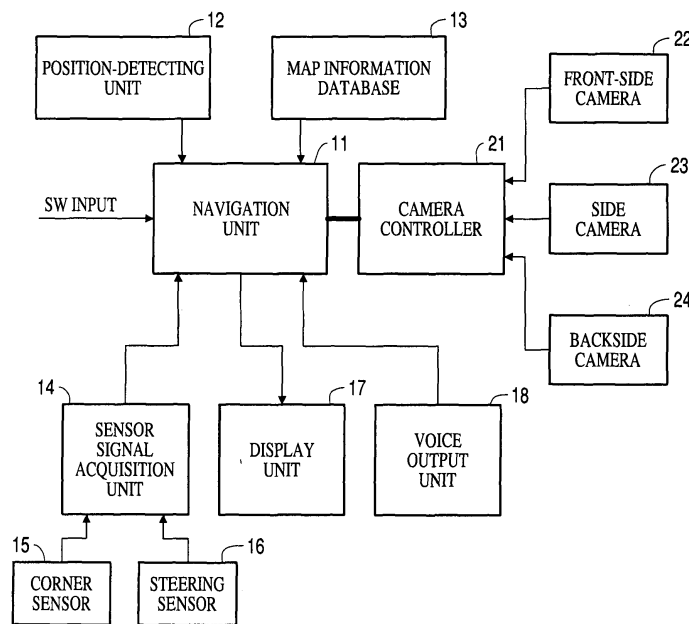 12
POSITION-DETECTING
UNIT
13
MAP INFORMATION
DATABASE
22
FRONT-SIDE
CAMERA
11
NAVIGATION
UNIT
21
CAMERA
CONTROLLER
23
SIDE
CAMERA
SW INPUT
24
BACKSIDE
CAMERA
14
SENSOR
SIGNAL
ACQUISITION
UNIT
17
DISPLAY
UNIT
18
VOICE
OUTPUT
UNIT
15
CORNER
SENSOR
16
STEERING
SENSOR